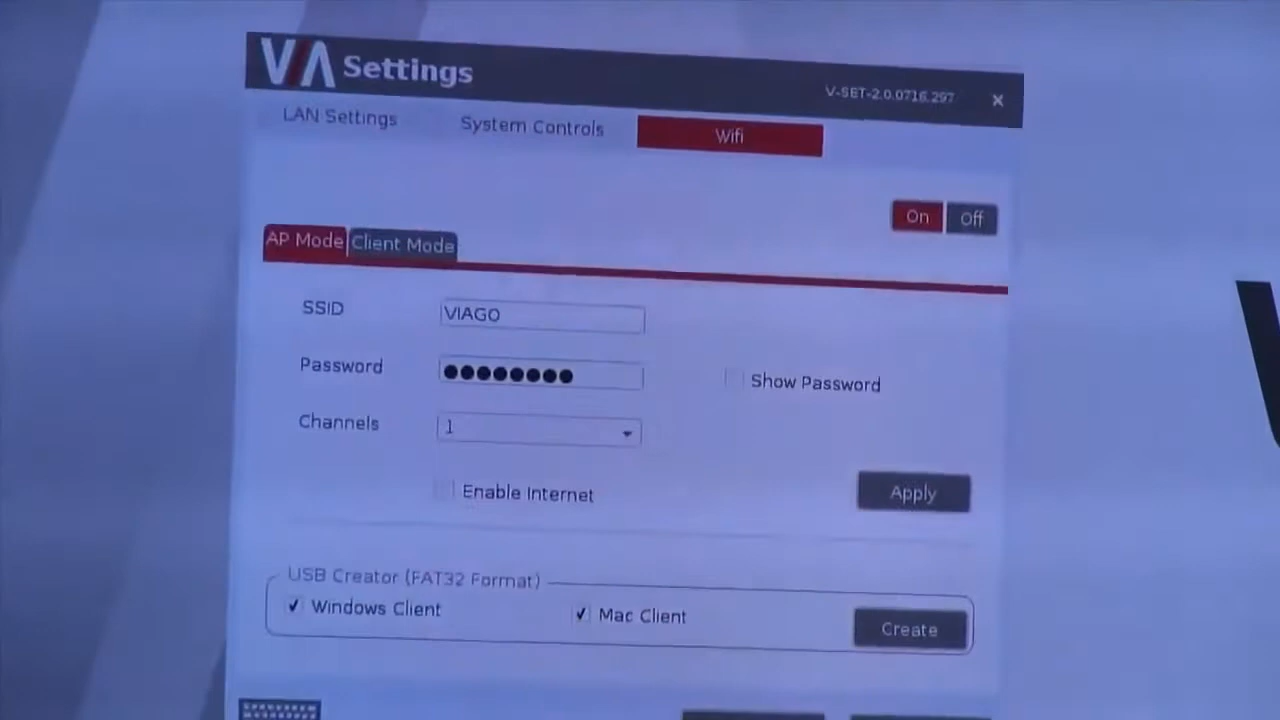 VIA Settings
V-SET-2.0.0716.297
LAN Settings System Controls Wifi
On Off
AP Mode Client Mode
SSID VIAGO
Password Show Password
Channels 1
Enable Internet Apply
USB Creator (FAT32 Format)
Windows Client Mac Client Create